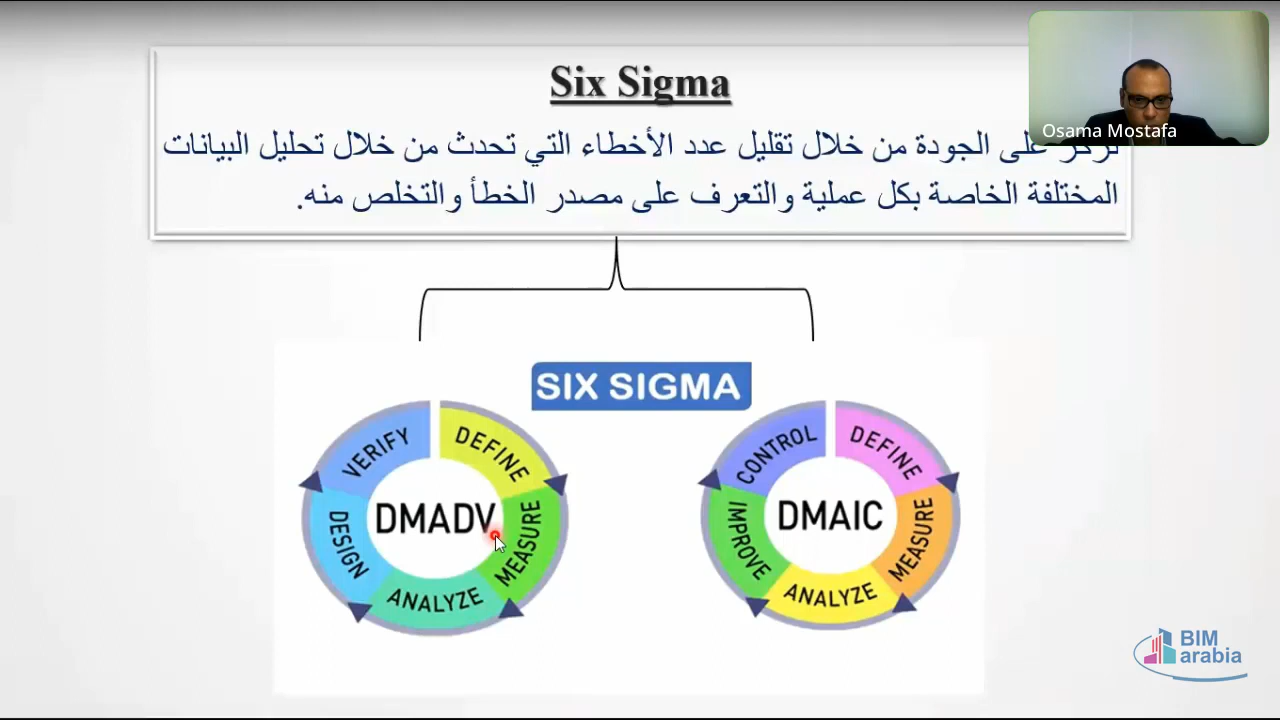 Six Sigma
على الجودة من خلال تقليل عدد الأخطاء التي تحدث من خلال تحليل البيانات
المختلفة الخاصة بكل عملية والتعرف على مصدر الخطأ والتخلص منه.
Osama Mostafa
SIX SIGMA
DMADV
DEFINE
MEASURE
ANALYZE
DESIGN
VERIFY
DMAIC
DEFINE
MEASURE
ANALYZE
IMPROVE
CONTROL
BIM
arabia